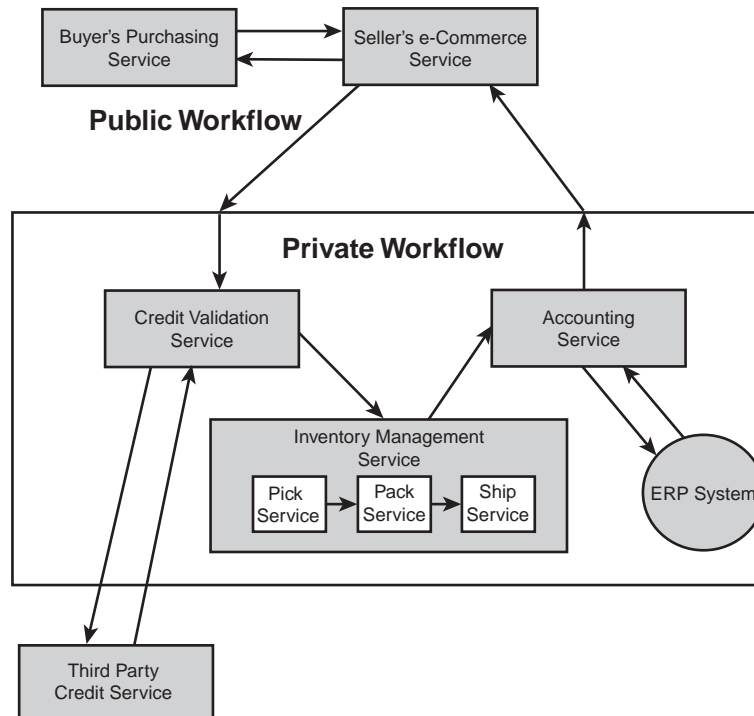 Buyer's Purchasing
Service
Seller's e-Commerce
Service
Public Workflow
Private Workflow
Credit Validation
Service
Accounting
Service
Inventory Management
Service
Pick
Service
Pack
Service
Ship
Service
ERP System
Third Party
Credit Service